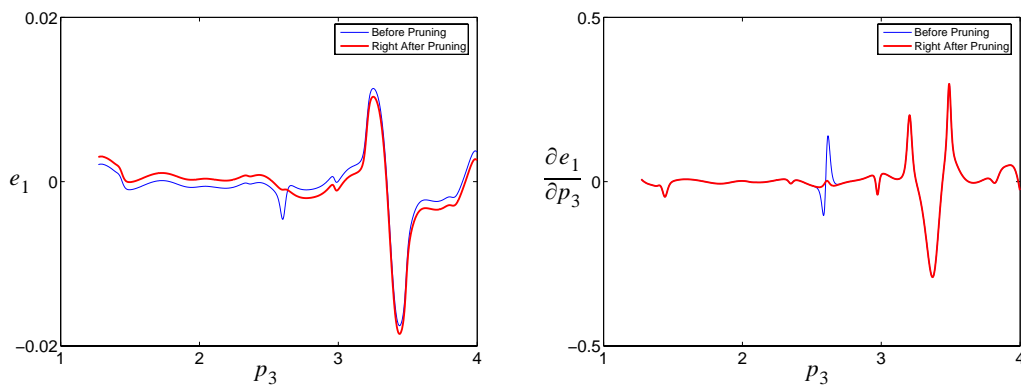 0.02
Before Pruning
Right After Pruning
e1
0
−0.02
1
2
3
4
p3
0.5
Before Pruning
Right After Pruning
∂e1
∂p3
0
−0.5
1
2
3
4
p3